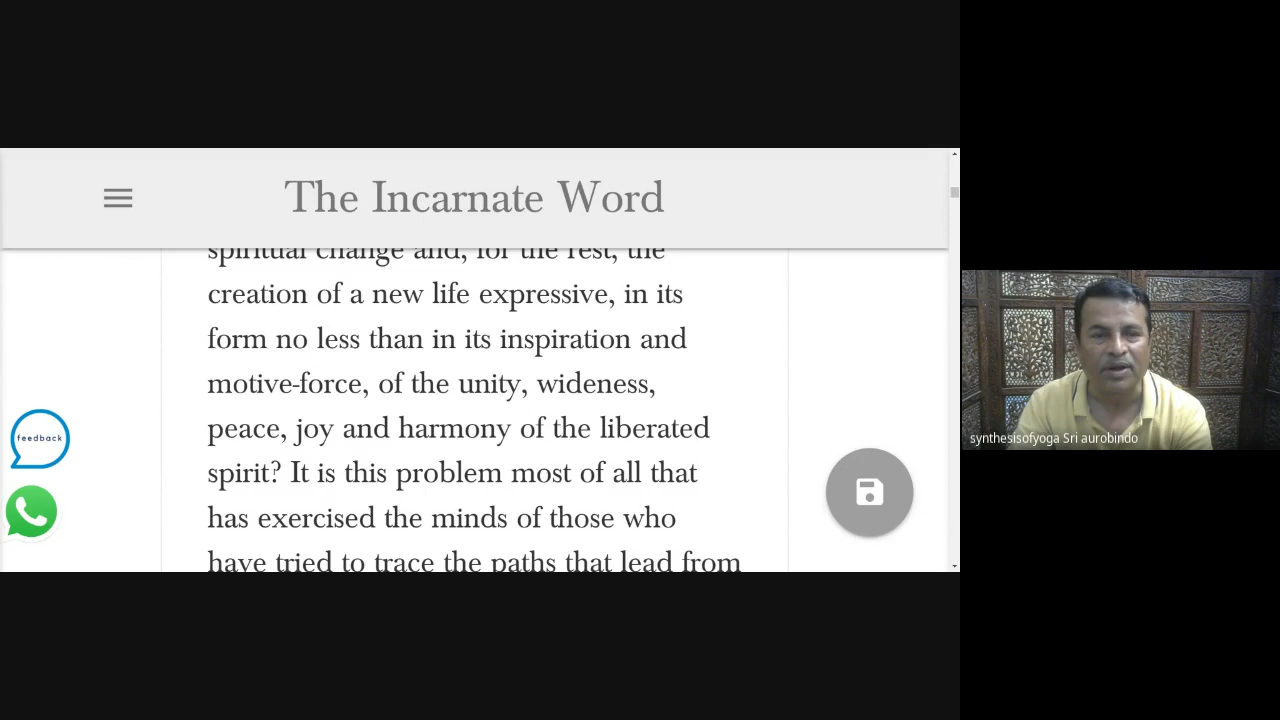 The Incarnate Word
spiritual change and, for the rest, the
creation of a new life expressive, in its
form no less than in its inspiration and
motive-force, of the unity, wideness,
peace, joy and harmony of the liberated
spirit? It is this problem most of all that
has exercised the minds of those who
have tried to trace the paths that lead from
feedback
synthesisofyoga Sri aurobindo